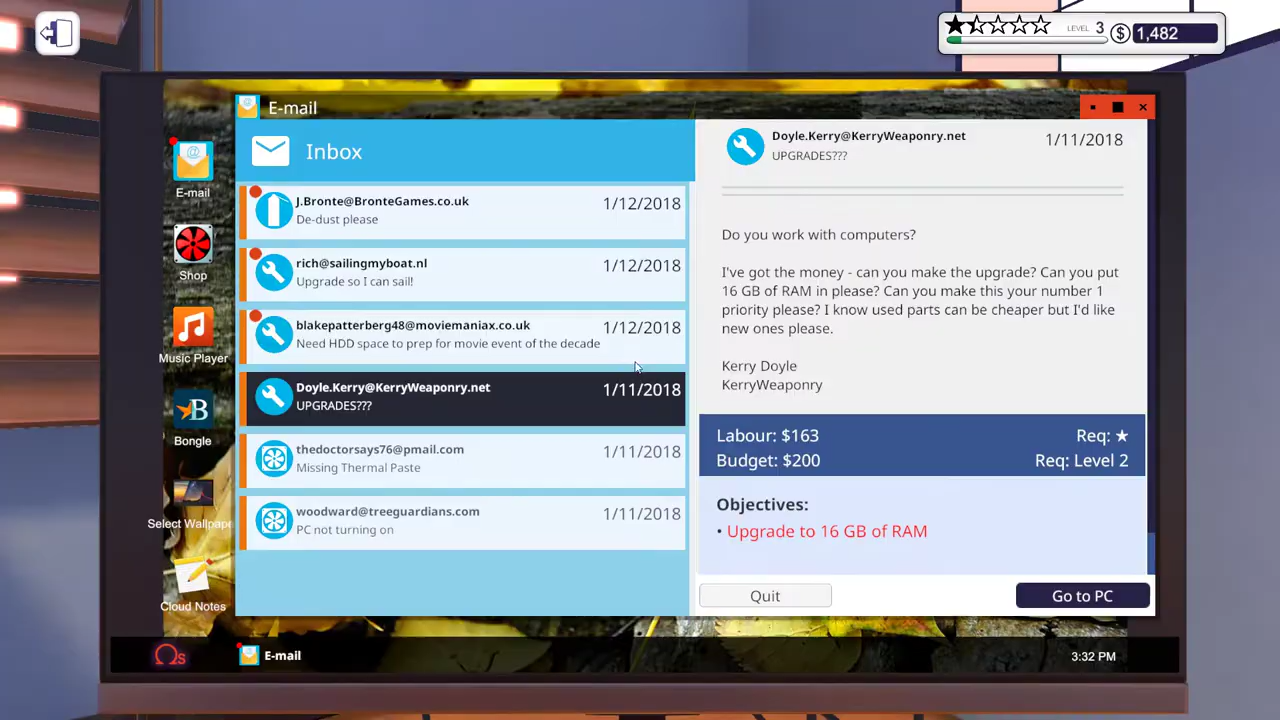 LEVEL 3
$ 1,482
E-mail
Inbox
J.Bronte@BronteGames.co.uk
1/12/2018
De-dust please
rich@sailingmyboat.nl
1/12/2018
Upgrade so I can sail!
blakepatterberg48@moviemaniax.co.uk
1/12/2018
Need HDD space to prep for movie event of the decade
Doyle.Kerry@KerryWeaponry.net
1/11/2018
UPGRADES???
thedoctorsays76@pmail.com
1/11/2018
Missing Thermal Paste
woodward@treeguardians.com
1/11/2018
PC not turning on
Doyle.Kerry@KerryWeaponry.net
1/11/2018
UPGRADES???
Do you work with computers?
I've got the money - can you make the upgrade? Can you put
16 GB of RAM in please? Can you make this your number 1
priority please? I know used parts can be cheaper but I'd like
new ones please.
Kerry Doyle
KerryWeaponry
Labour: $163
Req: ★
Budget: $200
Req: Level 2
Objectives:
• Upgrade to 16 GB of RAM
Quit
Go to PC
E-mail
Shop
Music Player
B
Bongle
Select Wallpap
Cloud Notes
Ωs
E-mail
3:32 PM